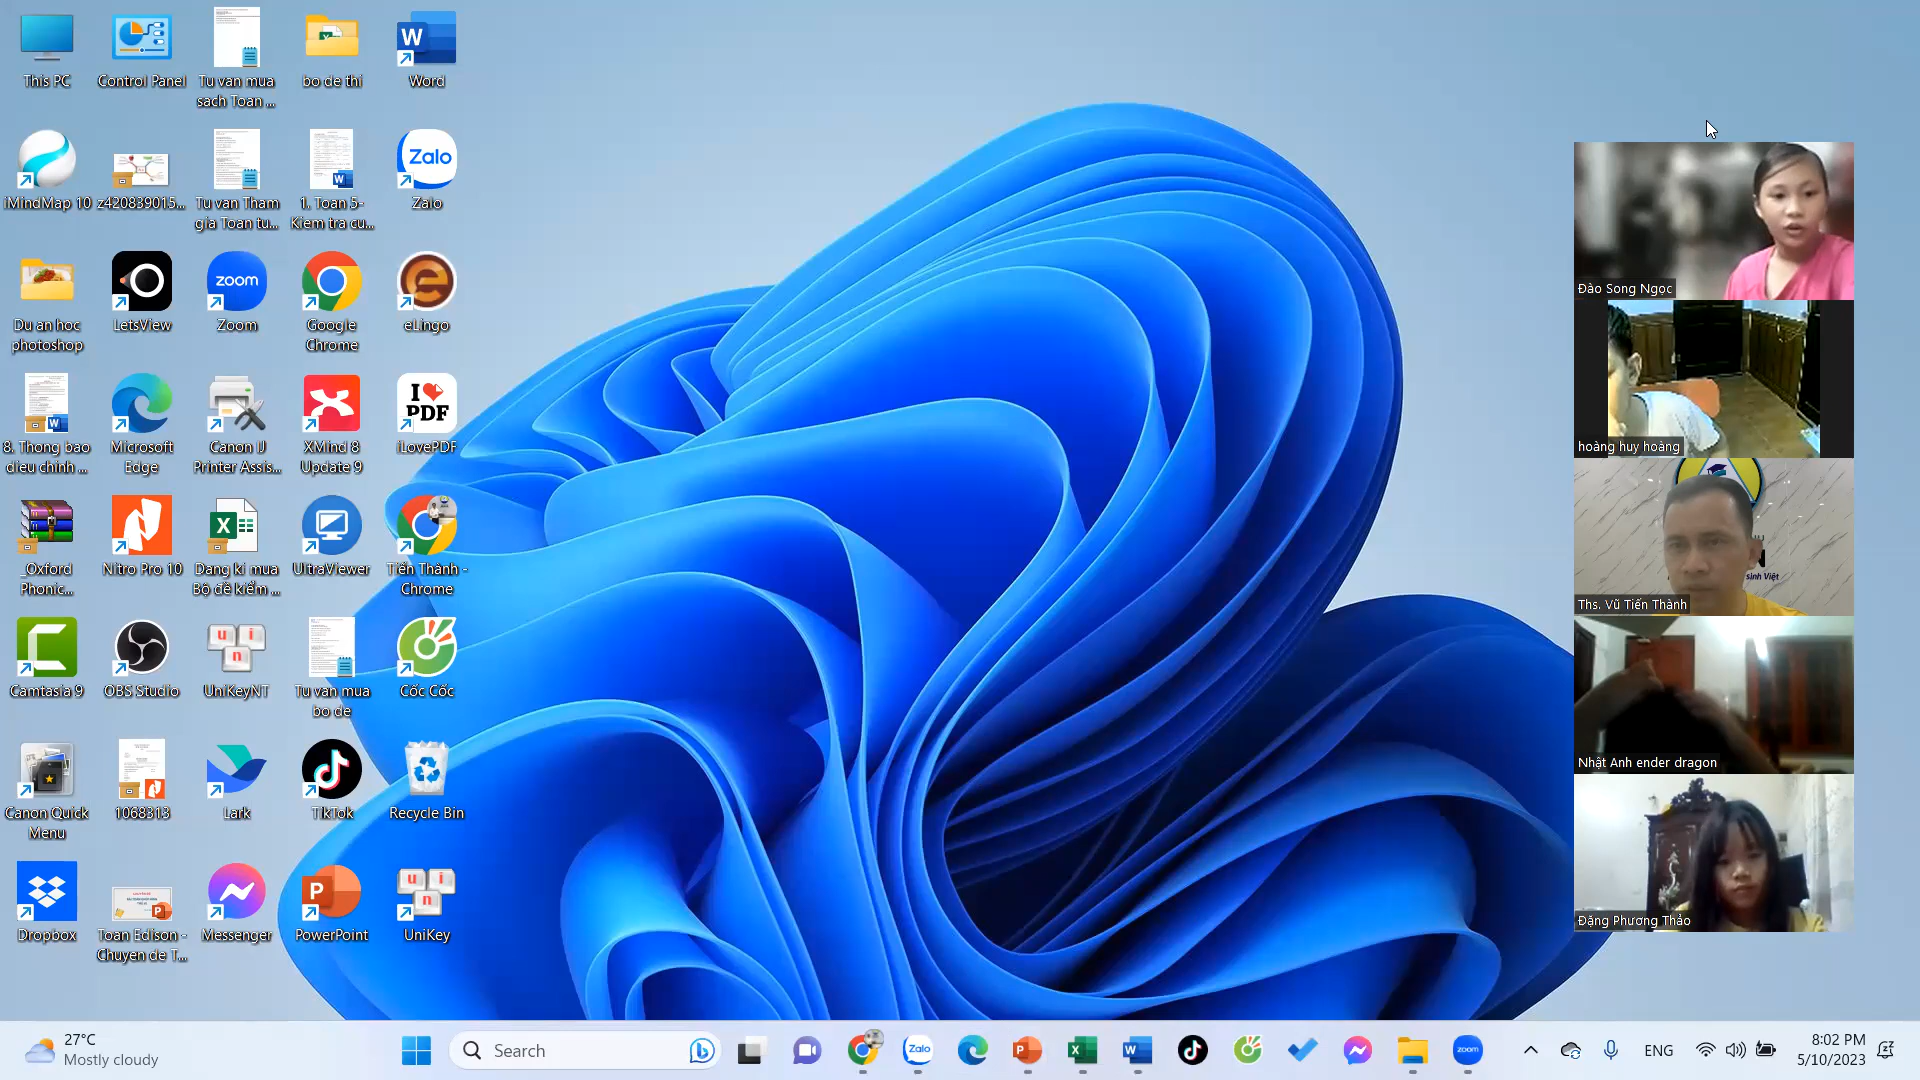 This PC
Control Panel
Tu van mua
sach Toan ...
bo de thi
W
Word
iMindMap 10
z420839015...
Tu van Tham
gia Toan tu...
1. Toan 5-
Kiem tra cu...
Zalo
Zalo
Du an hoc
photoshop
LetsView
zoom
Zoom
Google
Chrome
e
eLingo
8. Thong bao
dieu chinh ...
Microsoft
Edge
Canon IJ
Printer Assis...
XMind 8
Update 9
I
PDF
iLovePDF
_Oxford
Phonic...
Nitro Pro 10
X
Dang ki mua
Bộ đề kiểm ...
UltraViewer
Tiến Thành -
Chrome
Camtasia 9
OBS Studio
u i
n
UniKeyNT
Tu van mua
bo de
Cốc Cốc
Canon Quick
Menu
1068313
Lark
TikTok
Recycle Bin
Dropbox
Toan Edison -
Chuyen de T...
Messenger
P
PowerPoint
u i
n
UniKey
Đào Song Ngọc
hoàng huy hoàng
N
sinh Việt
Ths. Vũ Tiến Thành
Nhật Anh ender dragon
Đặng Phương Thảo
27°C
Mostly cloudy
Search
Zalo
P
X
W
zoom
ENG
8:02 PM
5/10/2023